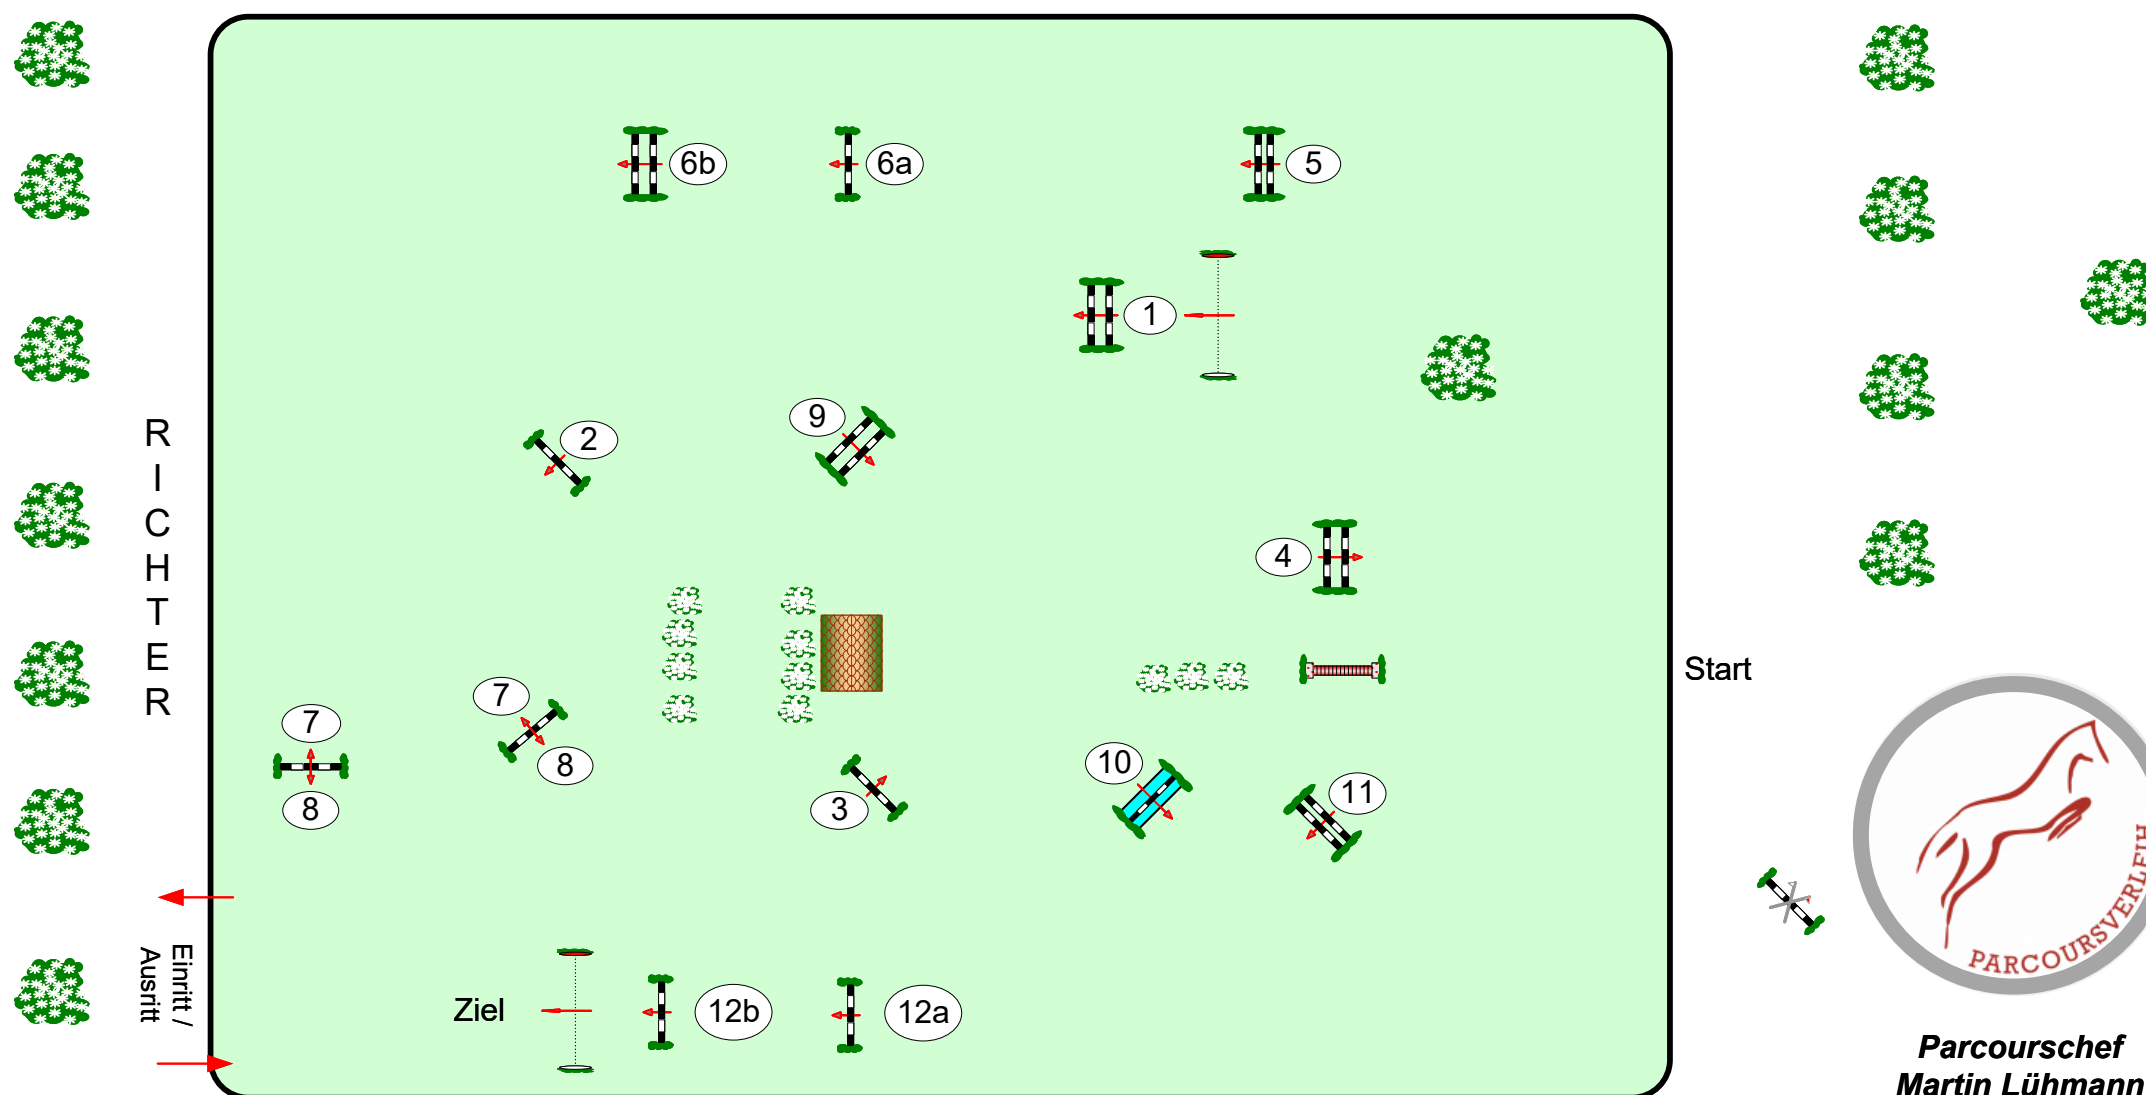 6b
6a
5
1
9
2
4
RICHTER
7
7
8
8
3
10
11
Start
Einritt /
Ausritt
Ziel
12b
12a
PARCOURSVERLEIH
Parcourschef
Martin Lühmann